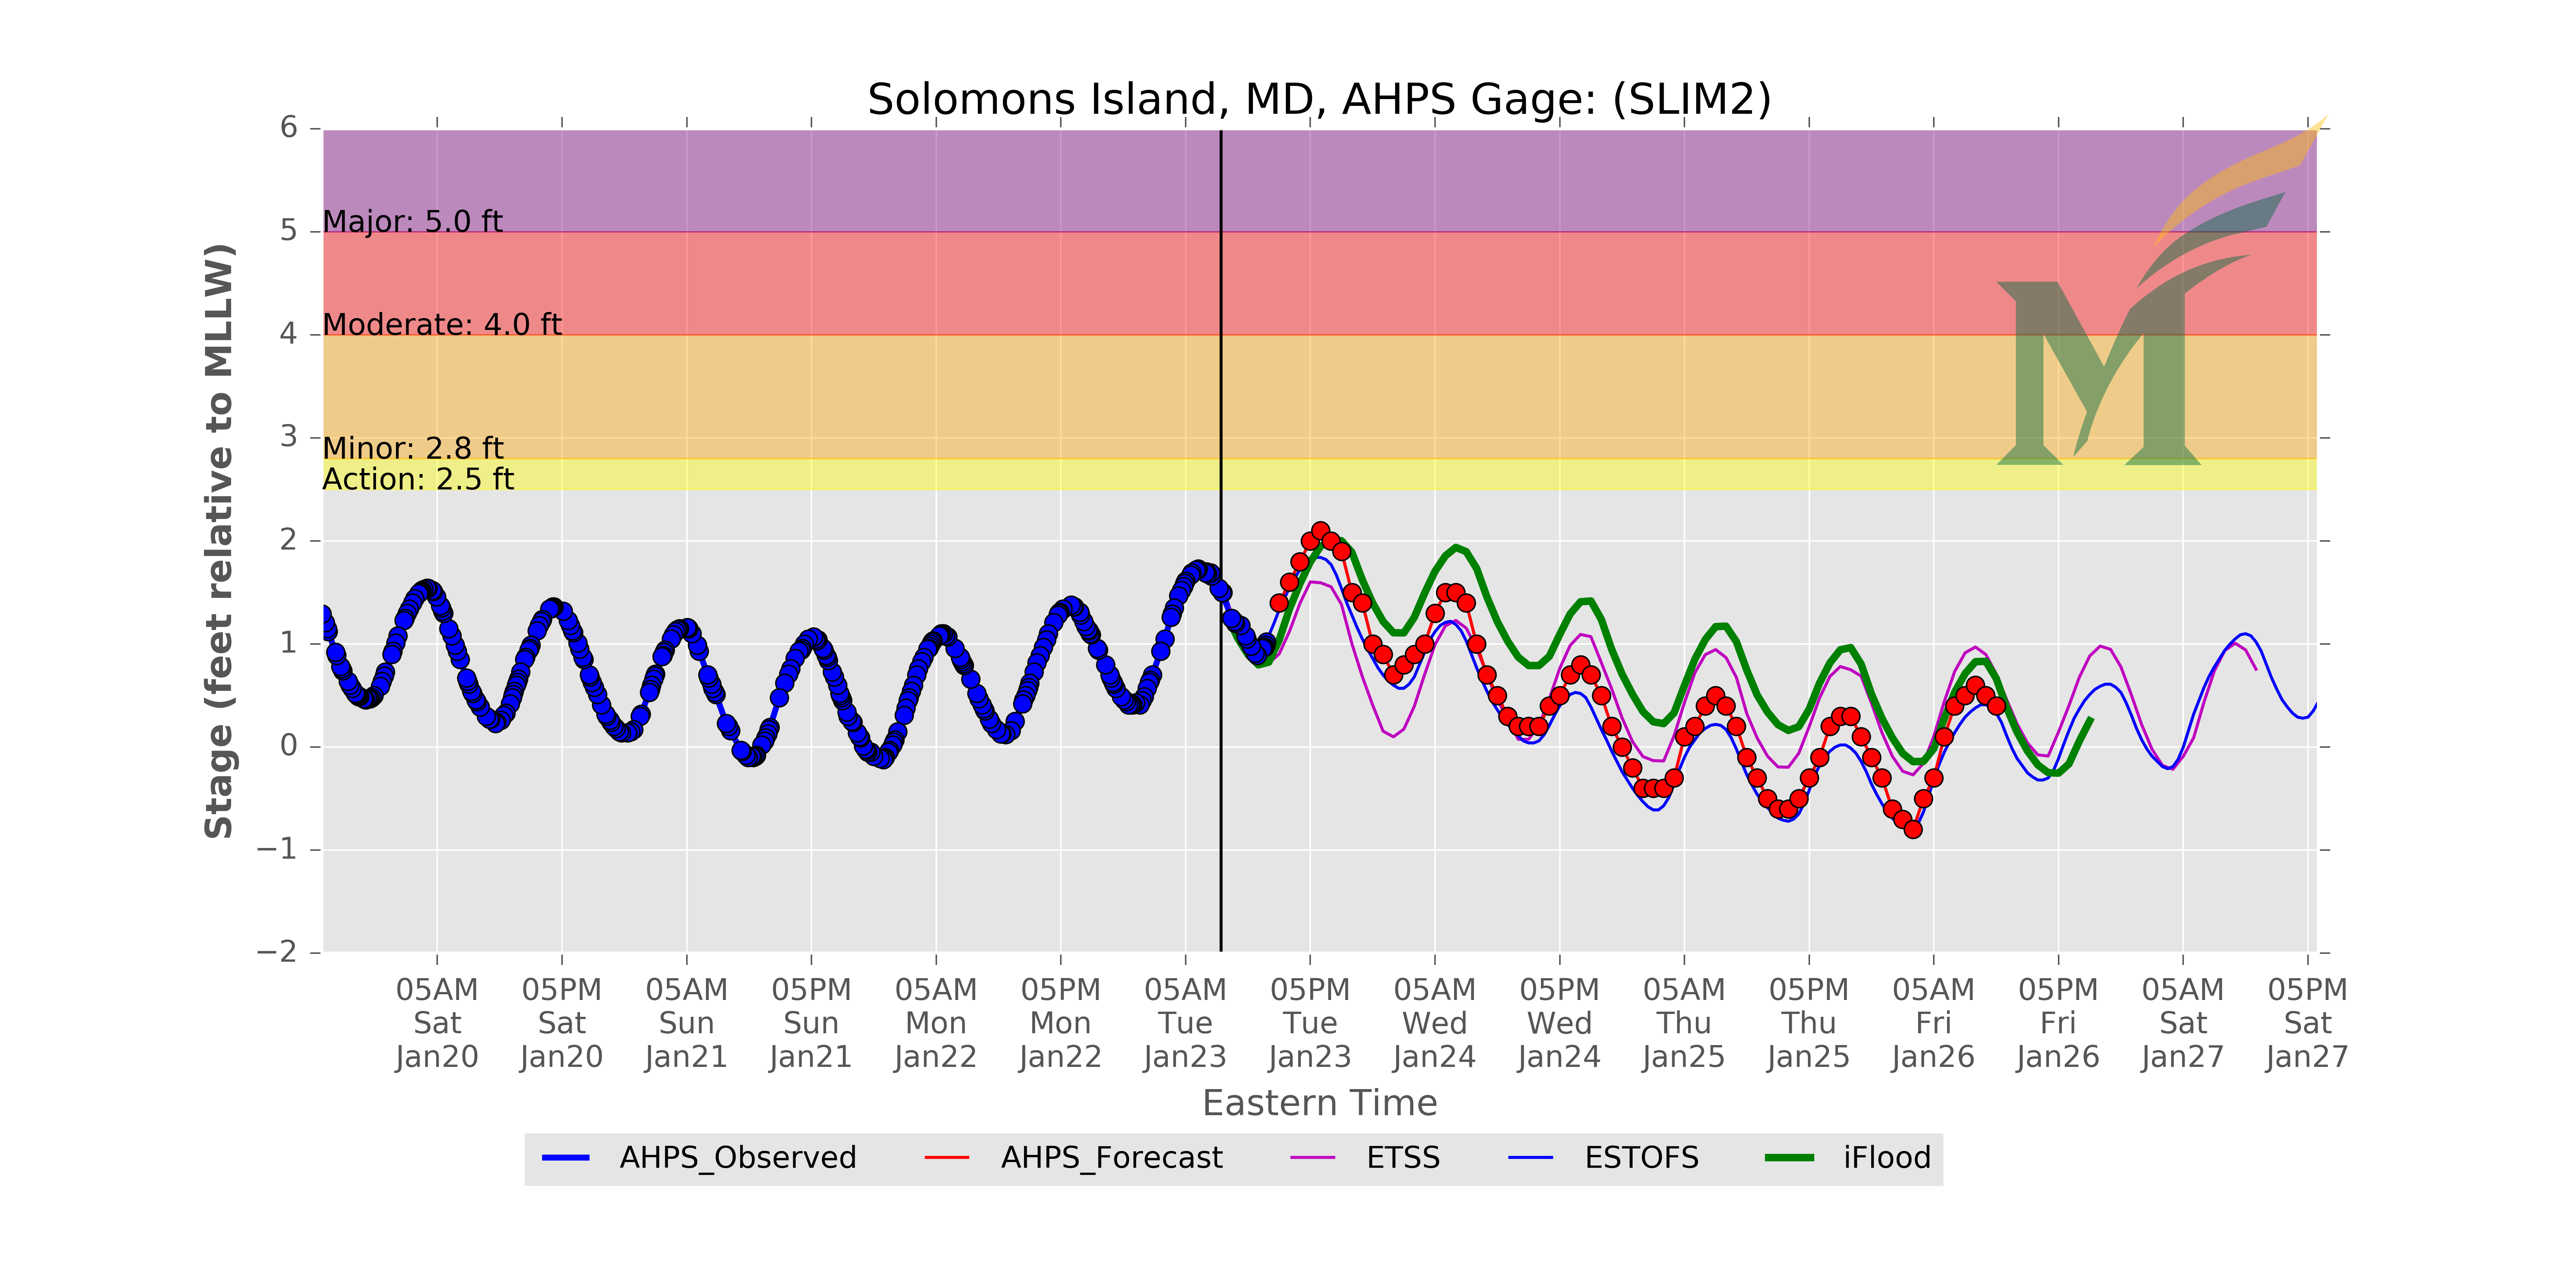 Solomons Island, MD, AHPS Gage: (SLIM2)
Stage (feet relative to MLLW)
6
5
4
3
2
1
0
−1
−2
Major: 5.0 ft
Moderate: 4.0 ft
Minor: 2.8 ft
Action: 2.5 ft
M
05AM 05PM 05AM 05PM 05AM 05PM 05AM 05PM 05AM 05PM 05AM 05PM 05AM 05PM 05AM 05PM
Sat Sat Sun Sun Mon Mon Tue Tue Wed Wed Thu Thu Fri Fri Sat Sat
Jan20 Jan20 Jan21 Jan21 Jan22 Jan22 Jan23 Jan23 Jan24 Jan24 Jan25 Jan25 Jan26 Jan26 Jan27 Jan27
Eastern Time
AHPS_Observed AHPS_Forecast ETSS ESTOFS iFlood